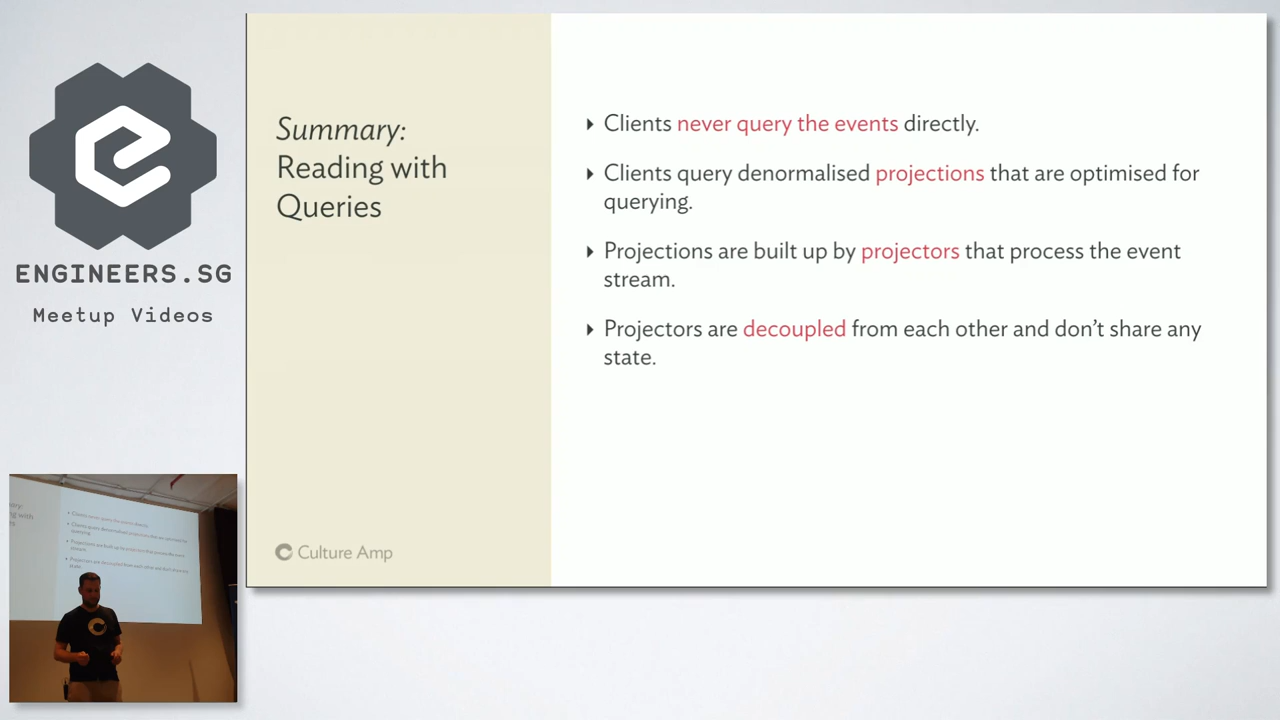 ENGINEERS.SG
Meetup Videos
Summary:
Reading with
Queries
Clients never query the events directly.
Clients query denormalised projections that are optimised for
querying.
Projections are built up by projectors that process the event
stream.
Projectors are decoupled from each other and don't share any
state.
Culture Amp